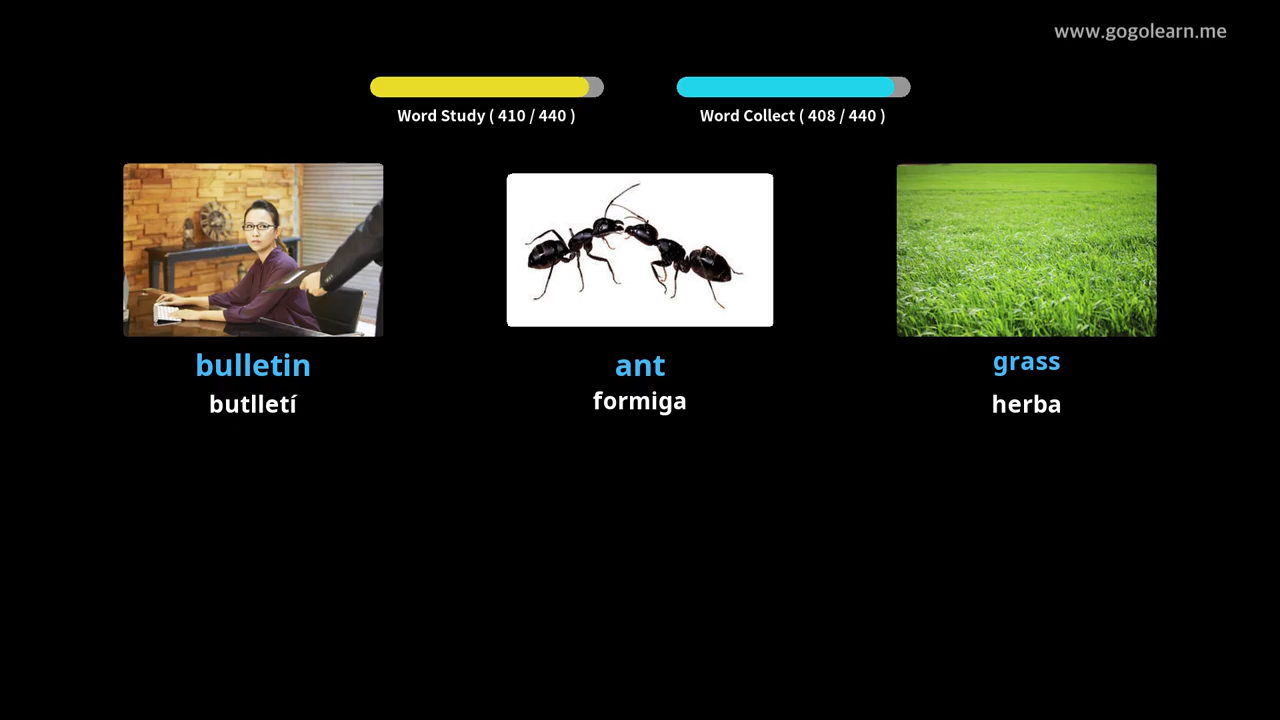 www.gogolearn.me
Word Study ( 410 / 440 )
Word Collect ( 408 / 440 )
bulletin
butlletí
ant
formiga
grass
herba